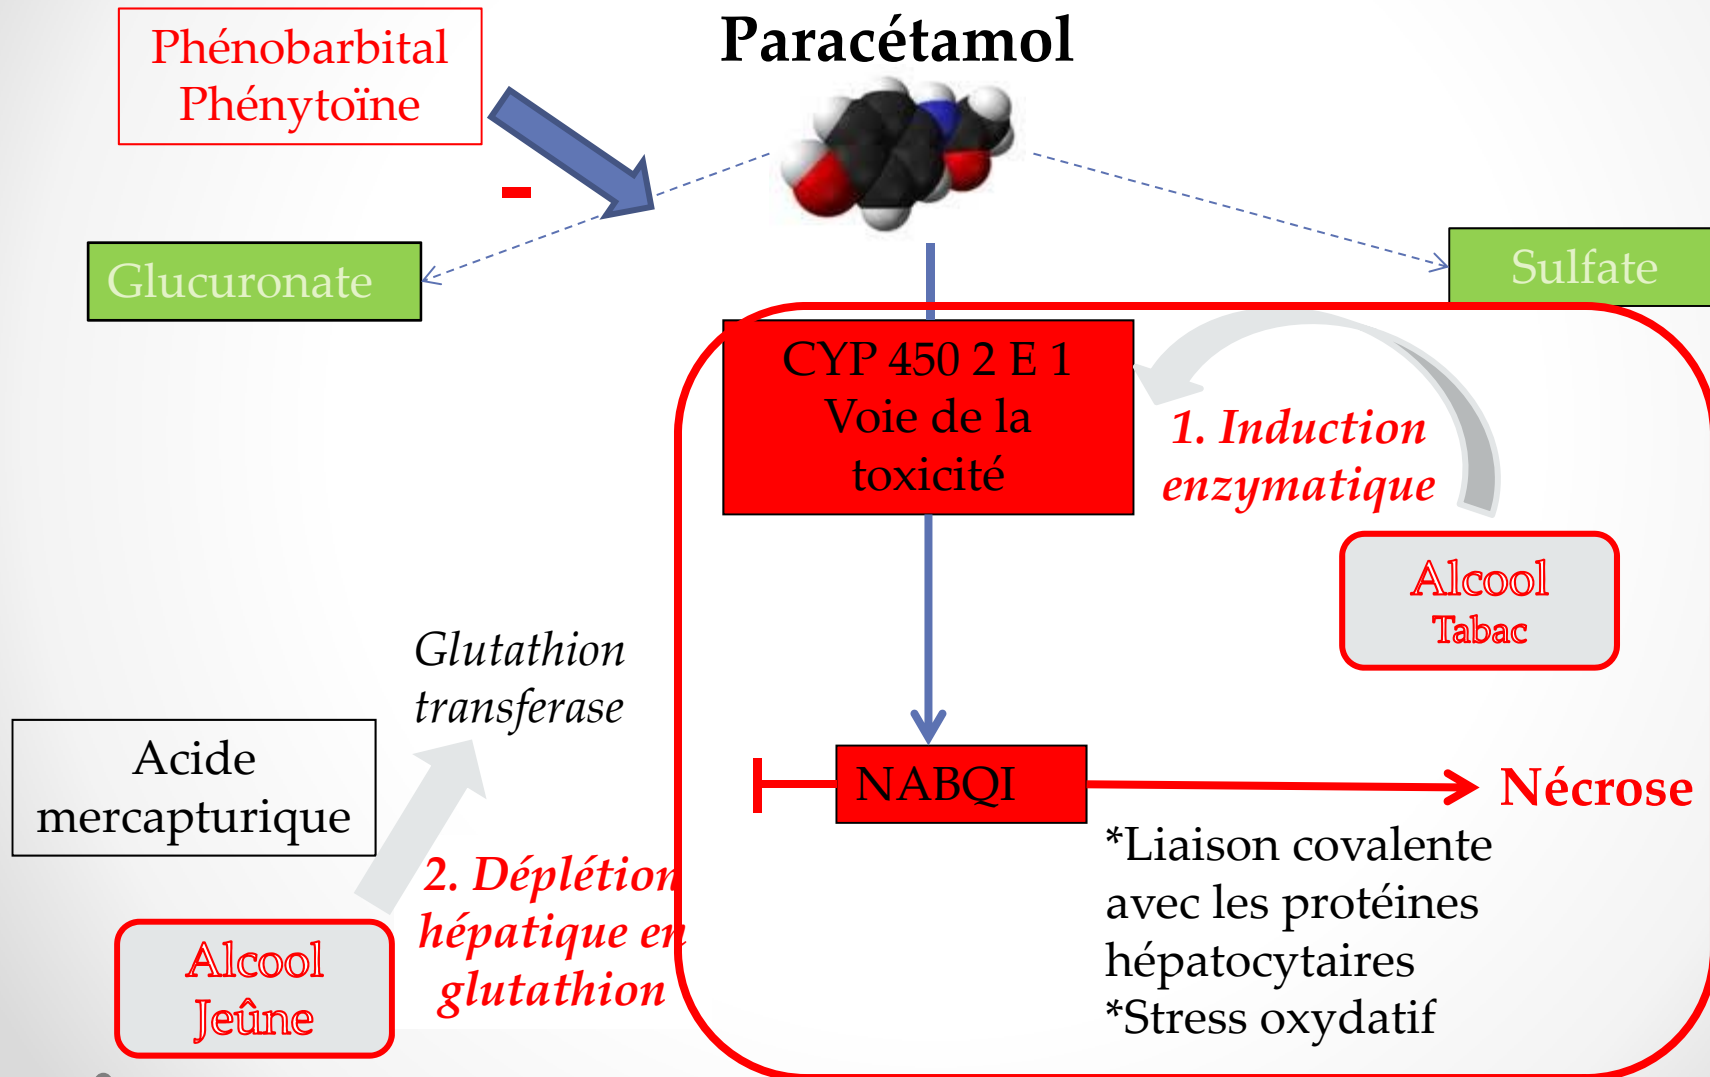 Paracétamol
Phénobarbital
Phénytoïne
-
Glucuronate
Sulfate
CYP 450 2 E 1
Voie de la
toxicité
1. Induction
enzymatique
Alcool
Tabac
Glutathion
transferase
Acide
mercapturique
NABQI
Nécrose
2. Déplétion
hépatique en
glutathion
*Liaison covalente
avec les protéines
hépatocytaires
*Stress oxydatif
Alcool
Jeûne